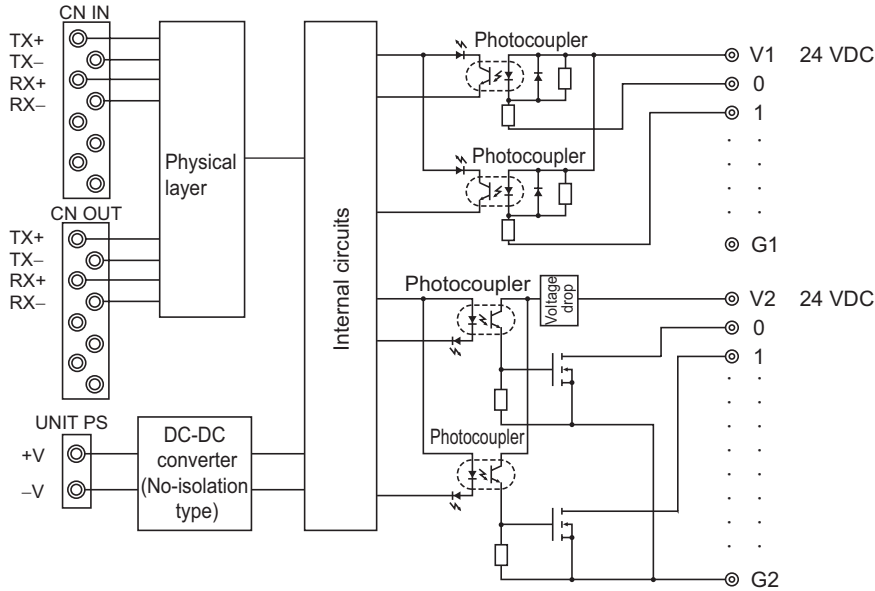 CN IN
TX+
TX−
RX+
RX−
Physical
layer
CN OUT
TX+
TX−
RX+
RX−
UNIT PS
+V
−V
DC-DC
converter
(No-isolation
type)
Internal circuits
Photocoupler
V1 24 VDC
0
1
Photocoupler
G1
Photocoupler
Voltage
drop
V2 24 VDC
0
1
Photocoupler
G2